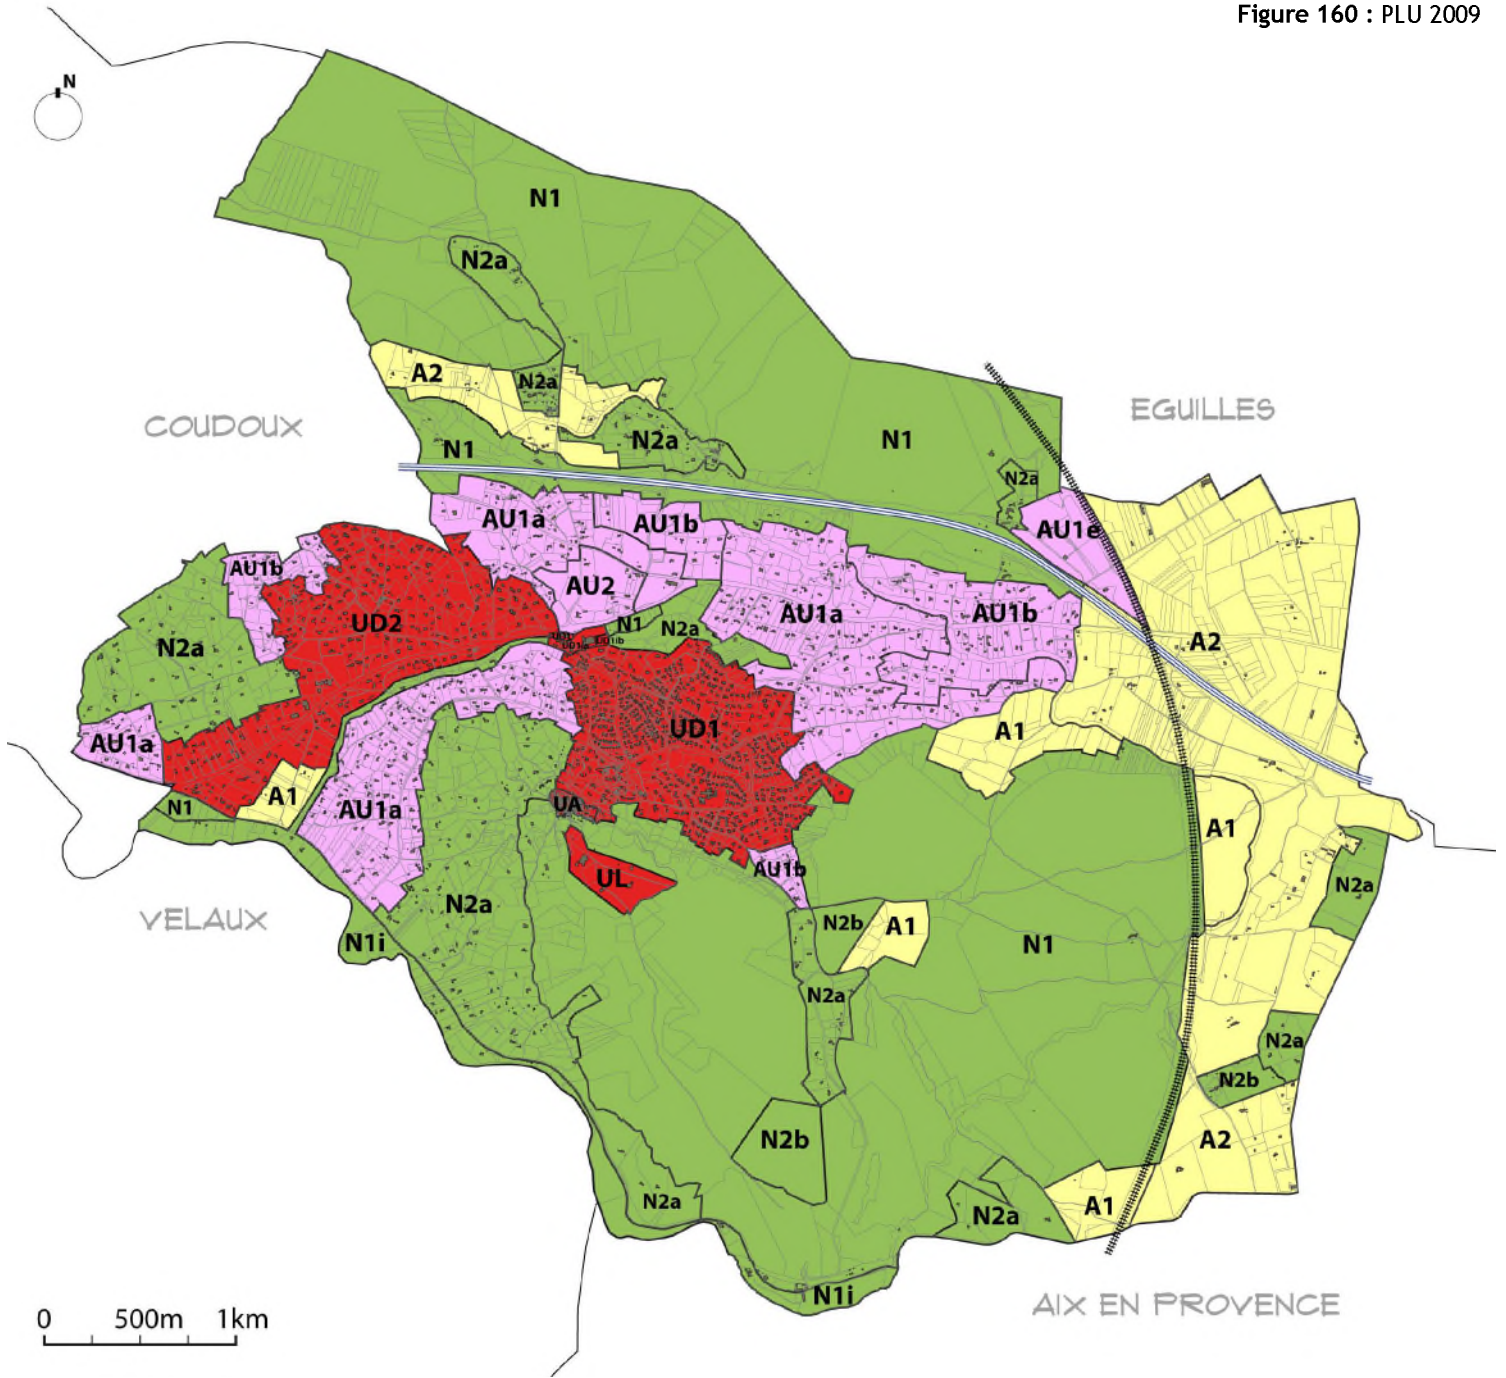 Figure 160 : PLU 2009
N
N1
N2a
A2
N2a
COUDOUX
EGUILLES
N2a
N1
N1
N2a
AU1a
AU1b
AU1e
AU1b
AU2
AU1a
AU1b
UD2
N1
N2a
A2
N2a
UD1
A1
AU1a
N1
A1
AU1a
UA
A1
AU1b
UL
N2a
N2a
VELAUX
N2b
A1
N1i
N1
N2a
N2a
N2b
N2b
A2
N2a
N2a
A1
N1i
AIX EN PROVENCE
0 500m 1km